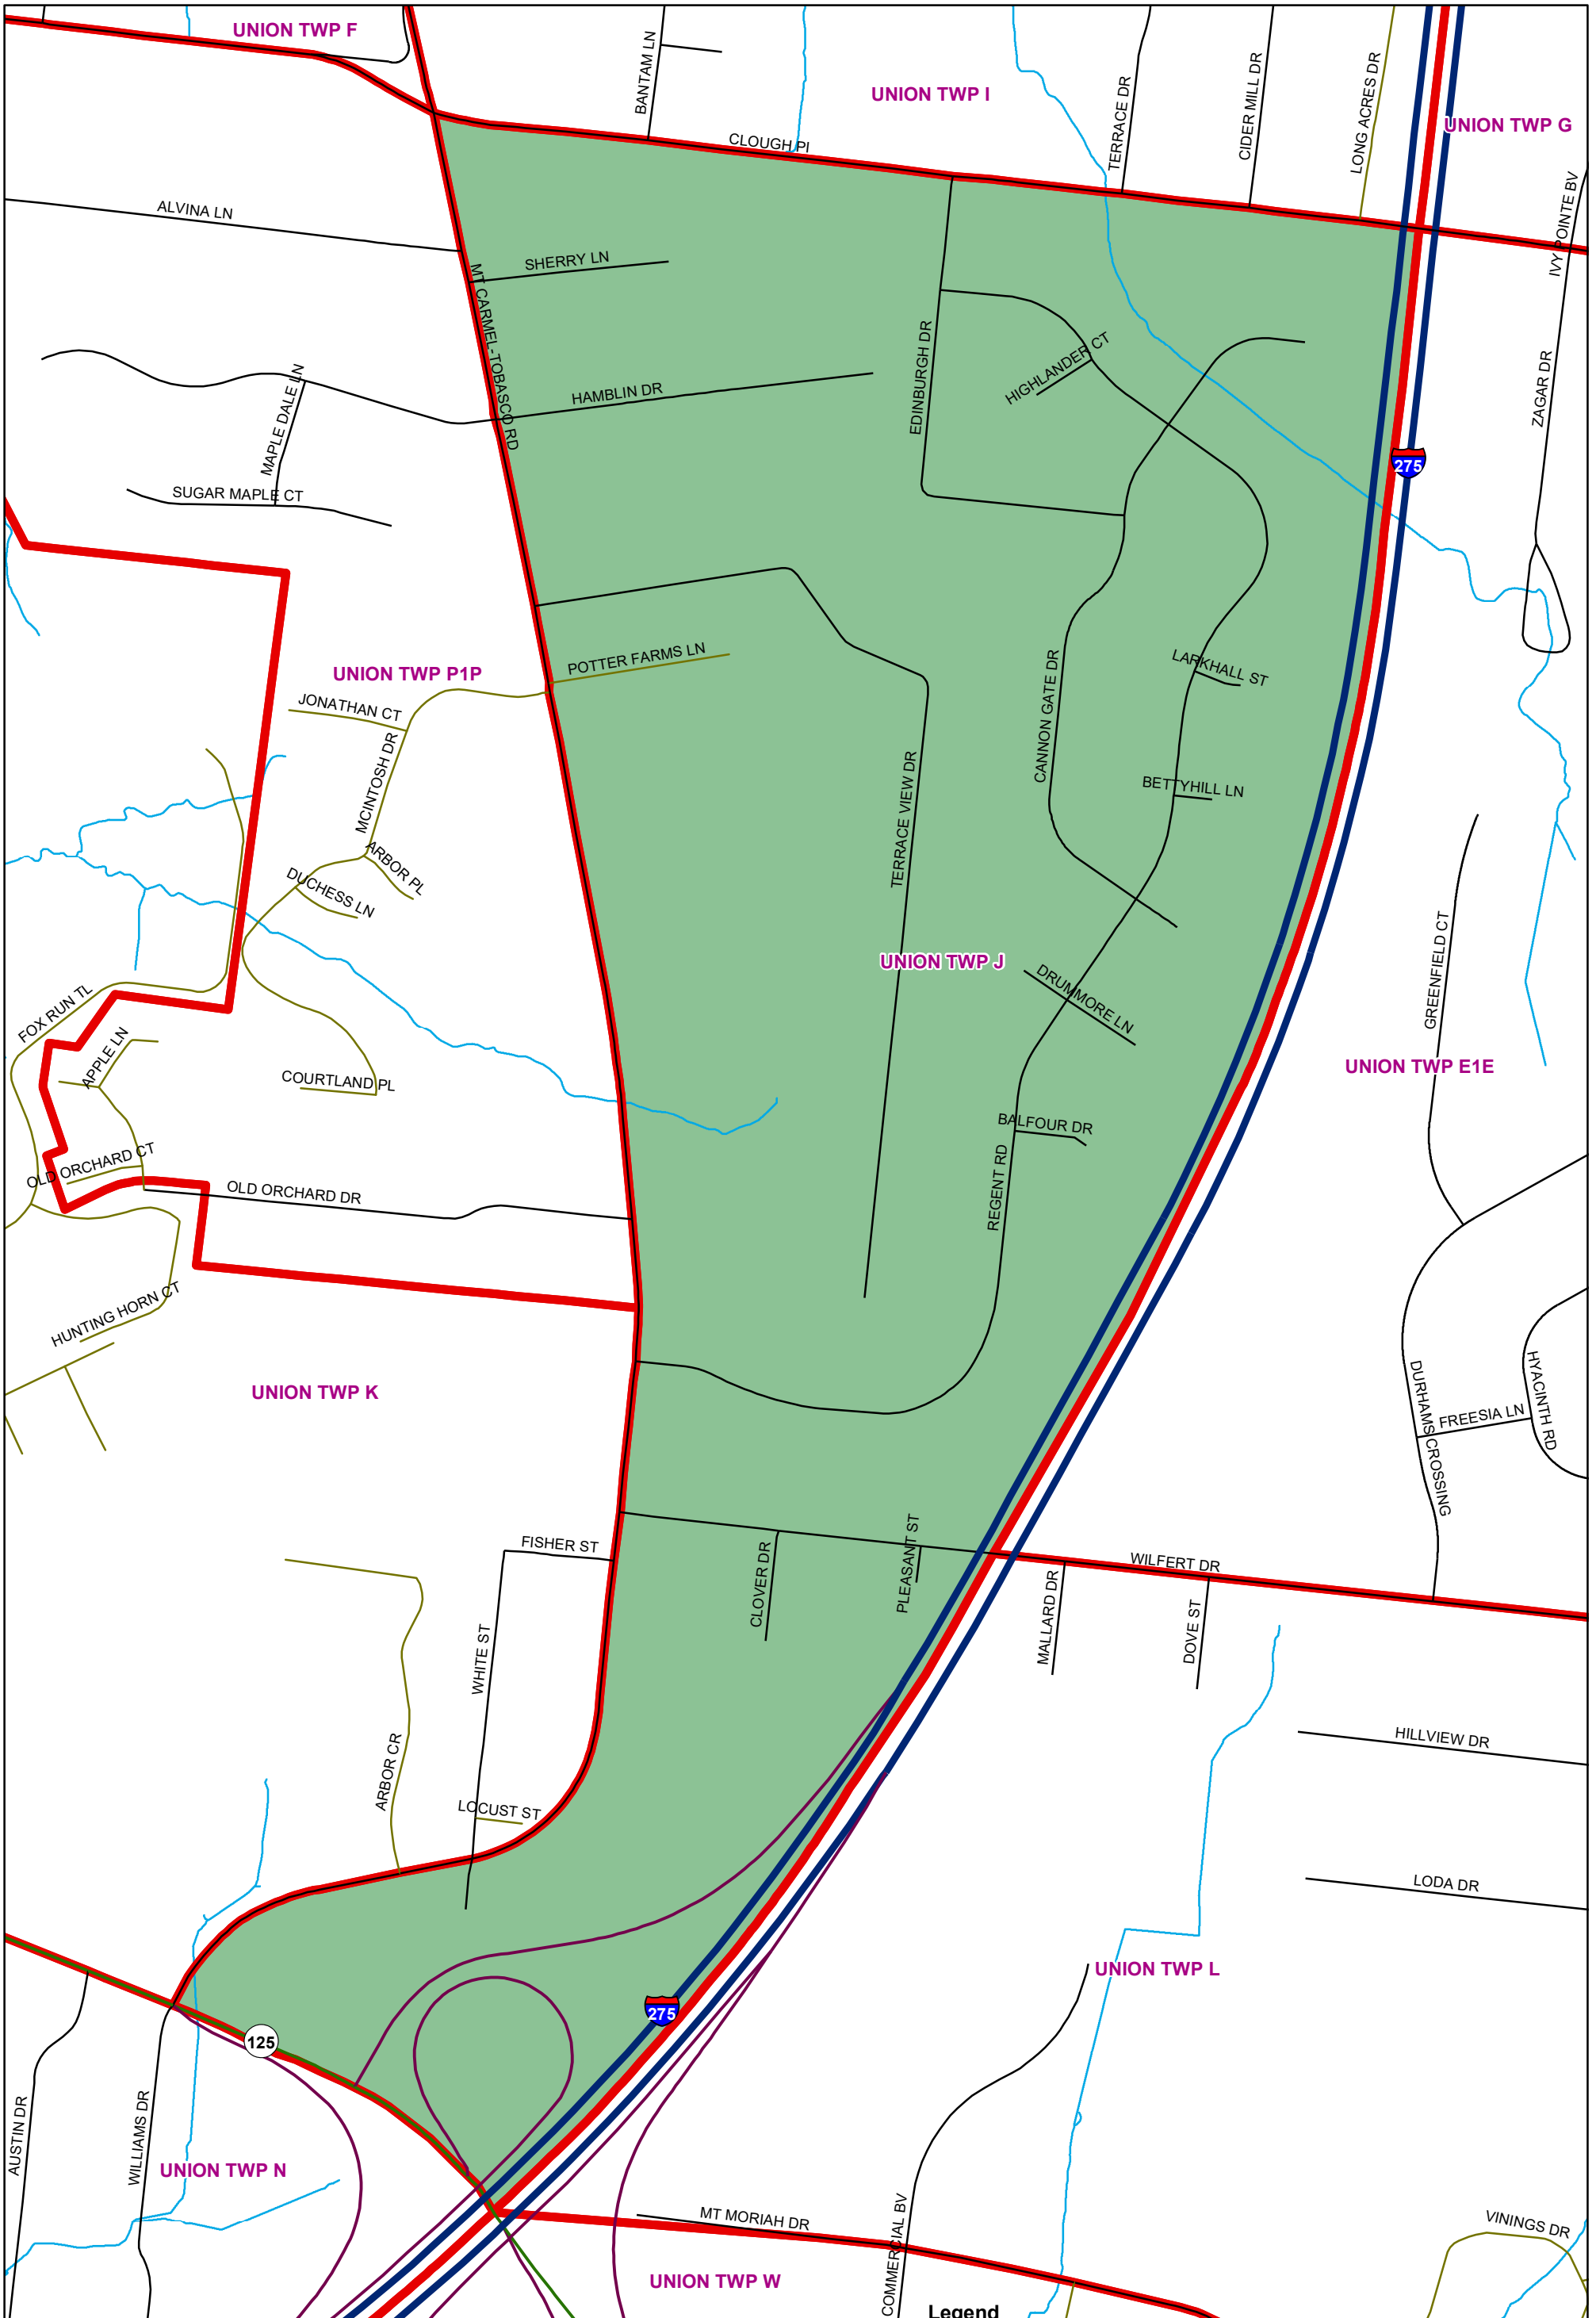 UNION TWP F
BANTAM LN
UNION TWP I
TERRACE DR
CIDER MILL DR
LONG ACRES DR
UNION TWP G
CLOUGH PI
IVY POINTE BV
ALVINA LN
SHERRY LN
MT CARMEL-TOBASCO RD
EDINBURGH DR
HIGHLANDER CT
HAMBLIN DR
MAPLE DALE LN
ZAGAR DR
275
SUGAR MAPLE CT
POTTER FARMS LN
LARKHALL ST
UNION TWP P1P
JONATHAN CT
CANNON GATE DR
MCINTOSH DR
TERRACE VIEW DR
BETTYHILL LN
ARBOR PL
DUCHESS LN
UNION TWP J
GREENFIELD CT
DRUMMORE LN
FOX RUN TL
APPLE LN
UNION TWP E1E
COURTLAND PL
BALFOUR DR
OLD ORCHARD CT
OLD ORCHARD DR
REGENT RD
HUNTING HORN CT
UNION TWP K
DURHAMS CROSSING
HYACINTH RD
FREESIA LN
FISHER ST
CLOVER DR
PLEASANT ST
WILFERT DR
MALLARD DR
DOVE ST
WHITE ST
HILLVIEW DR
ARBOR CR
LOCUST ST
LODA DR
UNION TWP L
275
125
AUSTIN DR
WILLIAMS DR
UNION TWP N
MT MORIAH DR
COMMERCIAL BV
VININGS DR
UNION TWP W
Legend